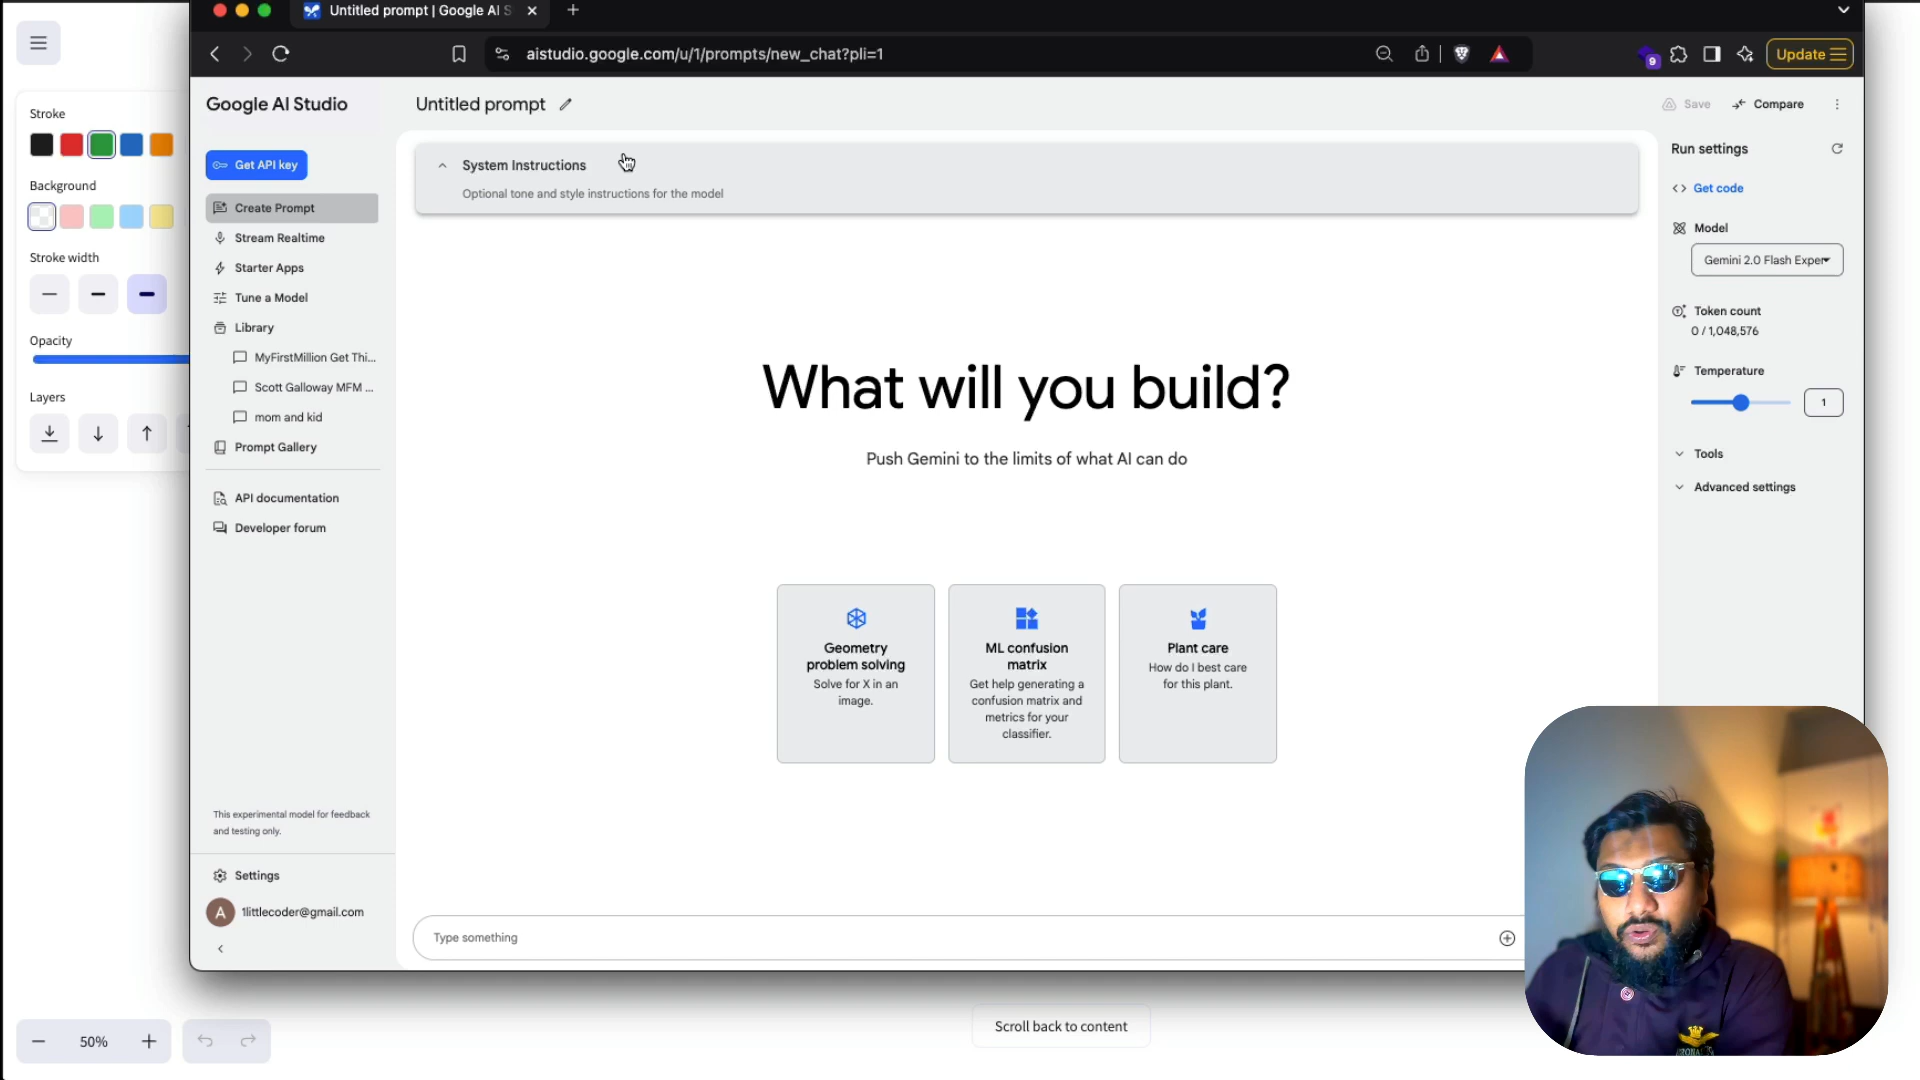 Untitled prompt | Google AI S
aistudio.google.com/u/1/prompts/new_chat?pli=1
9
Update
Stroke
Background
Stroke width
Opacity
Layers
Google AI Studio
Get API key
Create Prompt
Stream Realtime
Starter Apps
Tune a Model
Library
MyFirstMillion Get Thi...
Scott Galloway MFM ...
mom and kid
Prompt Gallery
API documentation
Developer forum
This experimental model for feedback
and testing only.
Settings
A
1littlecoder@gmail.com
Untitled prompt
Save
Compare
System Instructions
Optional tone and style instructions for the model
What will you build?
Push Gemini to the limits of what AI can do
Geometry
problem solving
Solve for X in an
image.
ML confusion
matrix
Get help generating a
confusion matrix and
metrics for your
classifier.
Plant care
How do I best care
for this plant.
Type something
Run settings
Get code
Model
Gemini 2.0 Flash Exper
Token count
0 / 1,048,576
Temperature
1
Tools
Advanced settings
50%
Scroll back to content